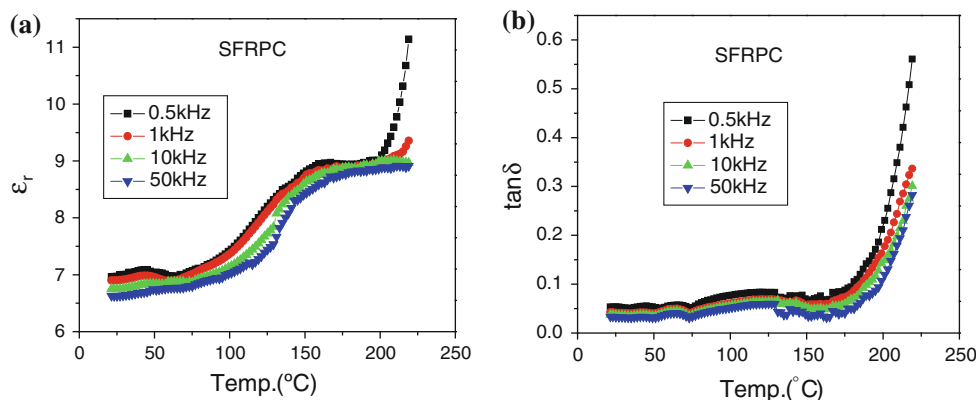 (a)
SFRPC
0.5kHz
1kHz
10kHz
50kHz
εr
11
10
9
8
7
6
0 50 100 150 200 250
Temp.(ºC)
(b)
SFRPC
0.5kHz
1kHz
10kHz
50kHz
tanδ
0.6
0.5
0.4
0.3
0.2
0.1
0.0
0 50 100 150 200 250
Temp.(°C)